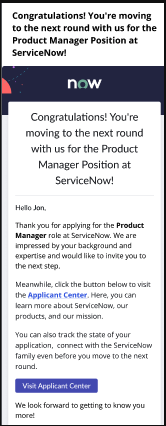 Congratulations! You're moving
to the next round with us for the
Product Manager Position at
ServiceNow!
now
Congratulations! You're
moving to the next round
with us for the Product
Manager Position at
ServiceNow!
Hello Jon,
Thank you for applying for the Product
Manager role at ServiceNow. We are
impressed by your background and
expertise and would like to invite you to
the next step.
Meanwhile, click the button below to visit
the Applicant Center. Here, you can
learn more about ServiceNow, our
products, and our mission.
You can also track the state of your
application, connect with the ServiceNow
family even before you move to the next
round.
Visit Applicant Center
We look forward to getting to know you
more!